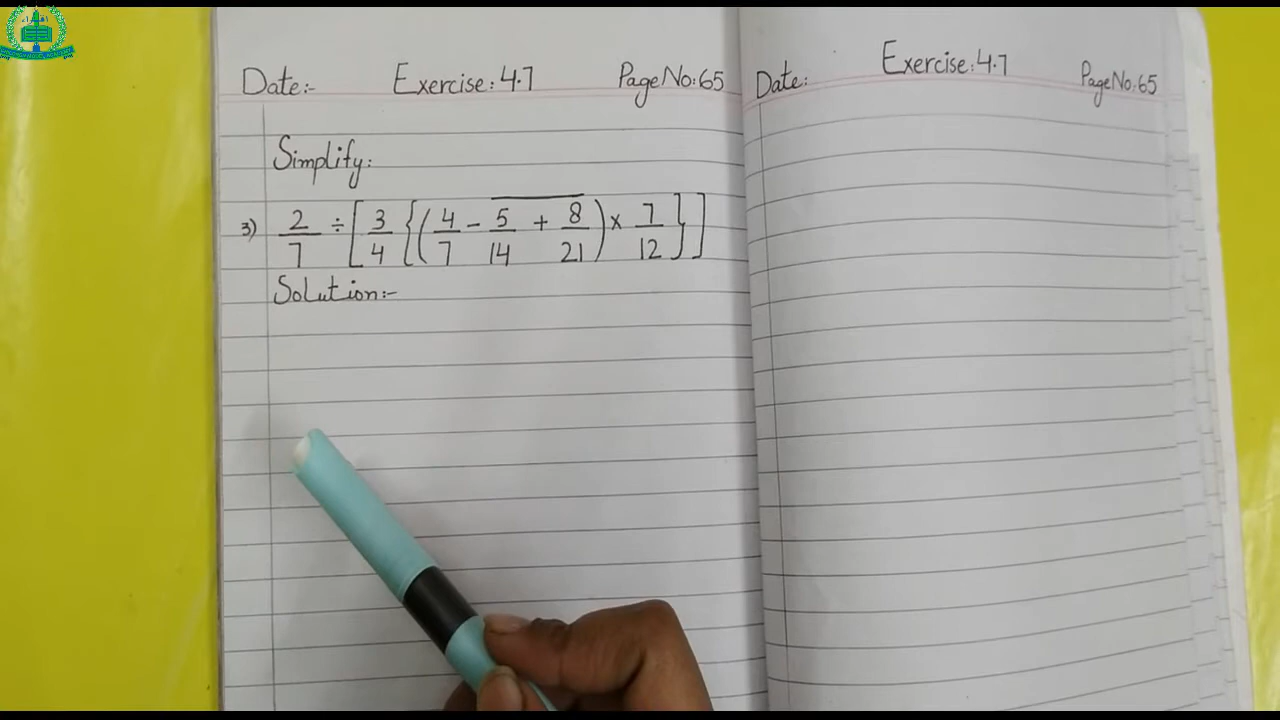 Date:- Exercise: 4.7 Page No: 65
Simplify:
3) 2/7 ÷ [3/4 {(4/7 - 5/14 + 8/21) × 7/12}]
Solution:-
Date: Exercise: 4.7 Page No: 65